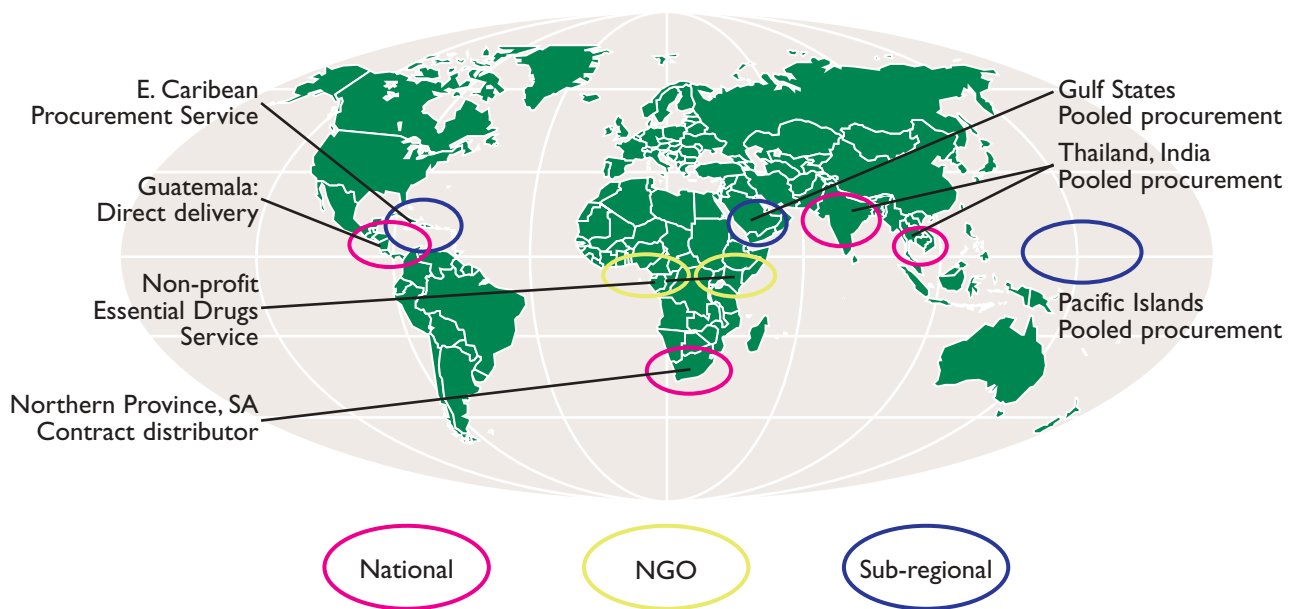 E. Caribean
Procurement Service
Guatemala:
Direct delivery
Non-profit
Essential Drugs
Service
Northern Province, SA
Contract distributor
Gulf States
Pooled procurement
Thailand, India
Pooled procurement
Pacific Islands
Pooled procurement
National
NGO
Sub-regional